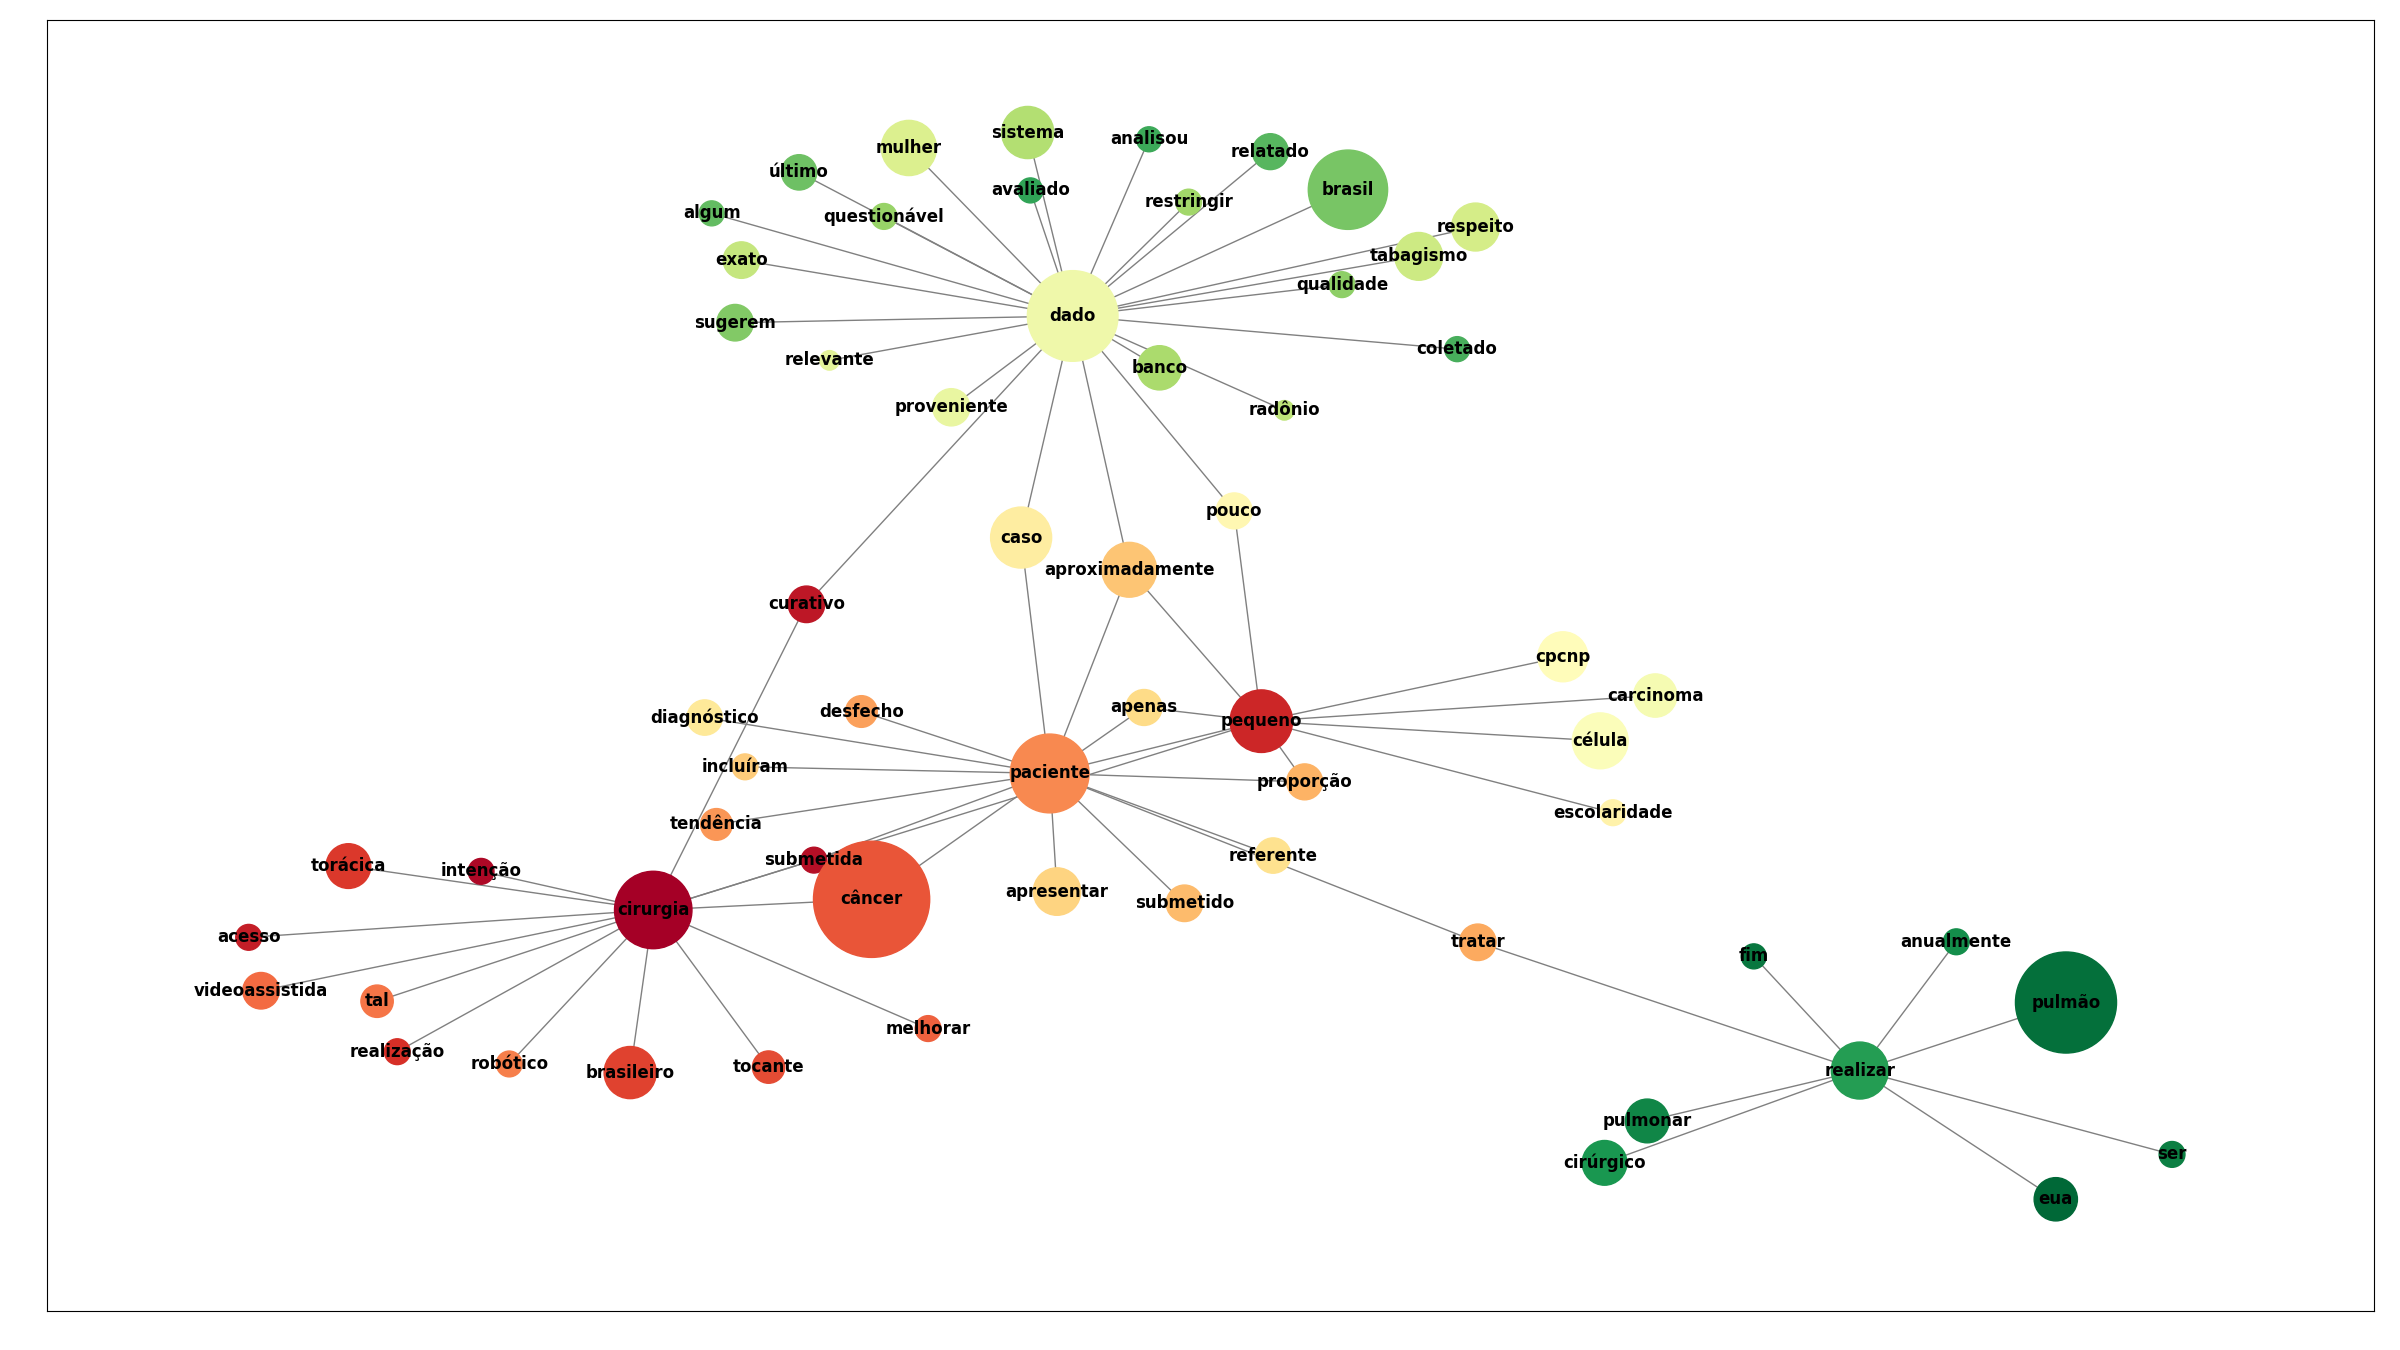 sistema
analisou
mulher
relatado
último
brasil
avaliado
restringir
algum
questionável
respeito
exato
tabagismo
qualidade
dado
sugerem
coletado
relevante
banco
proveniente
radônio
pouco
caso
aproximadamente
curativo
cpcnp
carcinoma
apenas
desfecho
diagnóstico
pequeno
célula
incluíram
paciente
proporção
escolaridade
tendência
referente
submetida
torácica
intenção
apresentar
câncer
submetido
cirurgia
acesso
tratar
anualmente
fim
videoassistida
tal
pulmão
melhorar
realização
robótico
tocante
realizar
brasileiro
pulmonar
ser
cirúrgico
eua